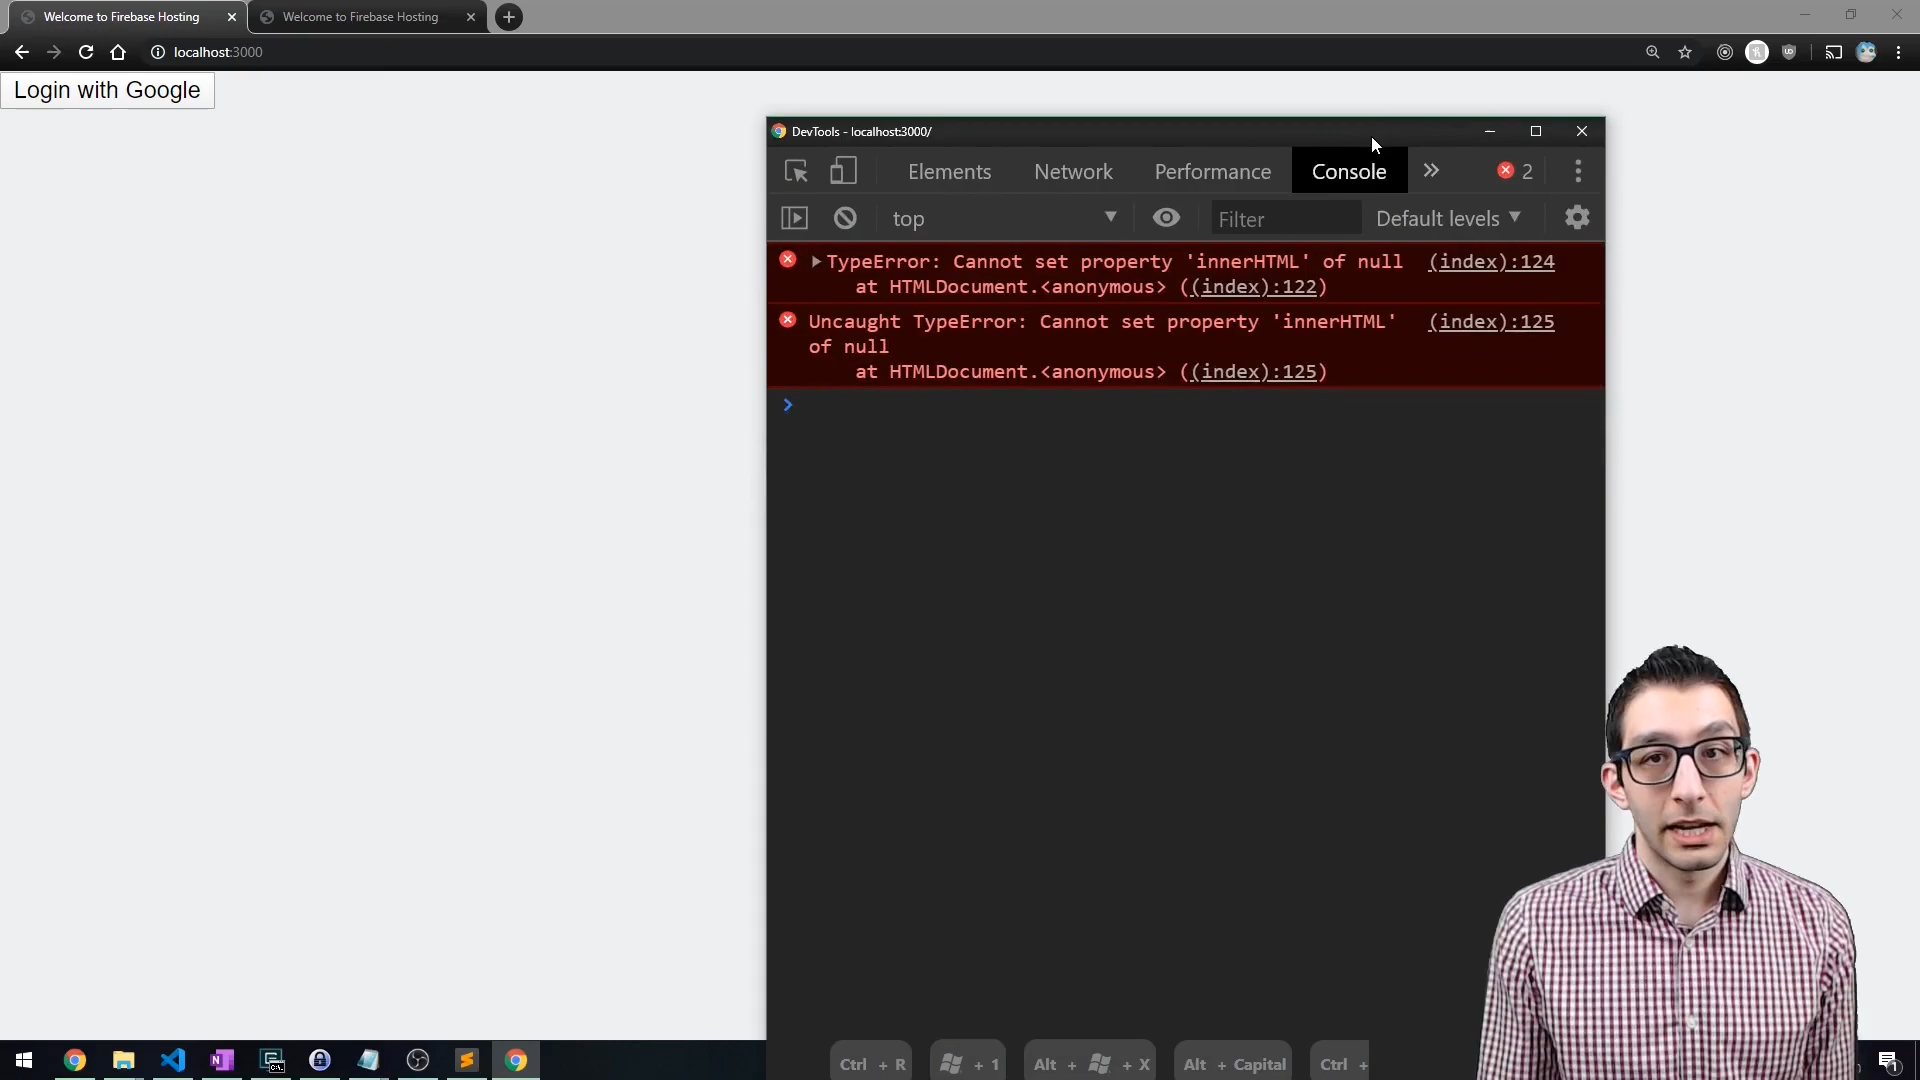 Welcome to Firebase Hosting
Welcome to Firebase Hosting
localhost:3000
Login with Google
DevTools - localhost:3000/
Elements Network Performance Console 2
top Filter Default levels
TypeError: Cannot set property 'innerHTML' of null (index):124
at HTMLDocument.<anonymous> ((index):122)
Uncaught TypeError: Cannot set property 'innerHTML' (index):125
of null
at HTMLDocument.<anonymous> ((index):125)
Ctrl + R + 1 Alt + + X Alt + Capital Ctrl +
1